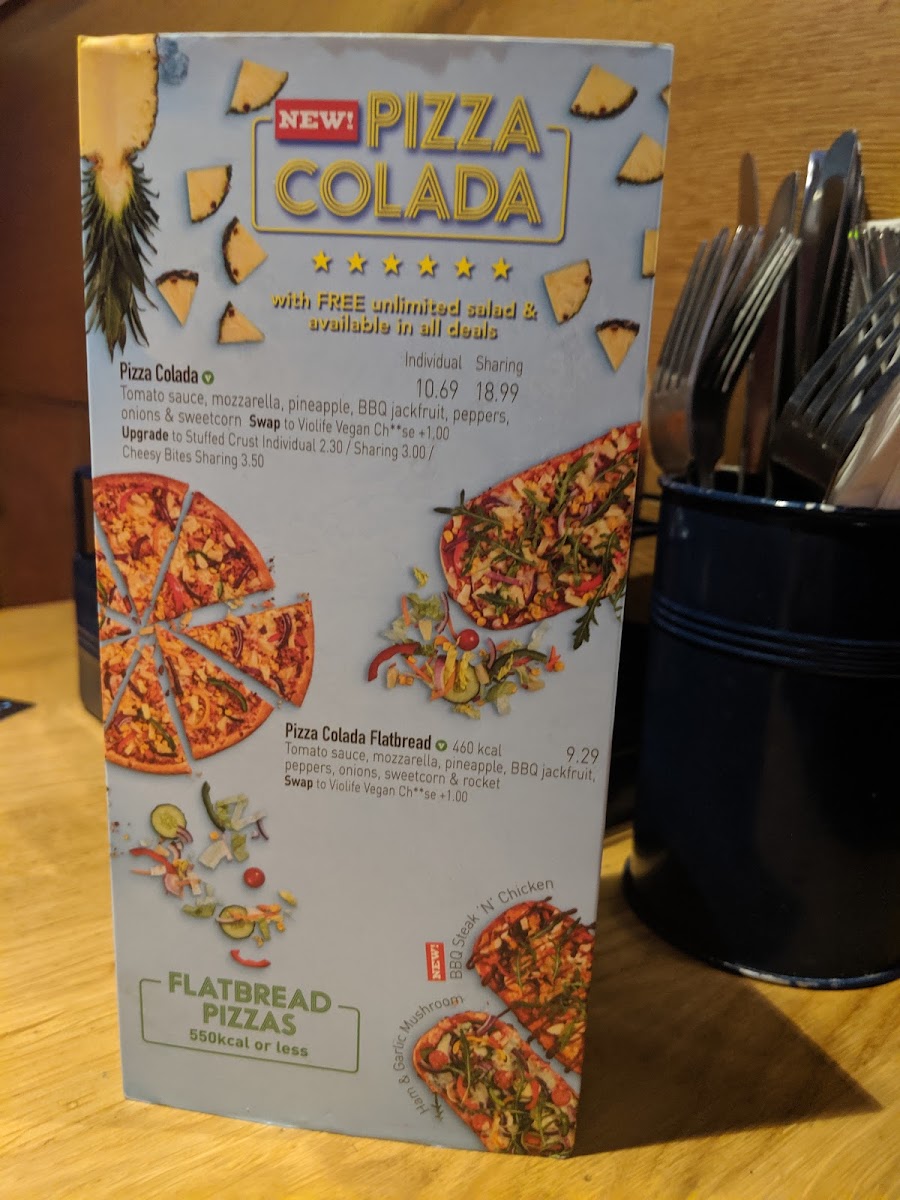 NEW! PIZZA
COLADA
with FREE unlimited salad &
available in all deals
Individual Sharing
Pizza Colada V 10.69 18.99
Tomato sauce, mozzarella, pineapple, BBQ jackfruit, peppers,
onions & sweetcorn Swap to Violife Vegan Ch**se +1.00
Upgrade to Stuffed Crust Individual 2.30 / Sharing 3.00 /
Cheesy Bites Sharing 3.50
Pizza Colada Flatbread V 460 kcal 9.29
Tomato sauce, mozzarella, pineapple, BBQ jackfruit,
peppers, onions, sweetcorn & rocket
Swap to Violife Vegan Ch**se +1.00
NEW! BBQ Steak 'N' Chicken
Ham & Garlic Mushroom
FLATBREAD
PIZZAS
550kcal or less